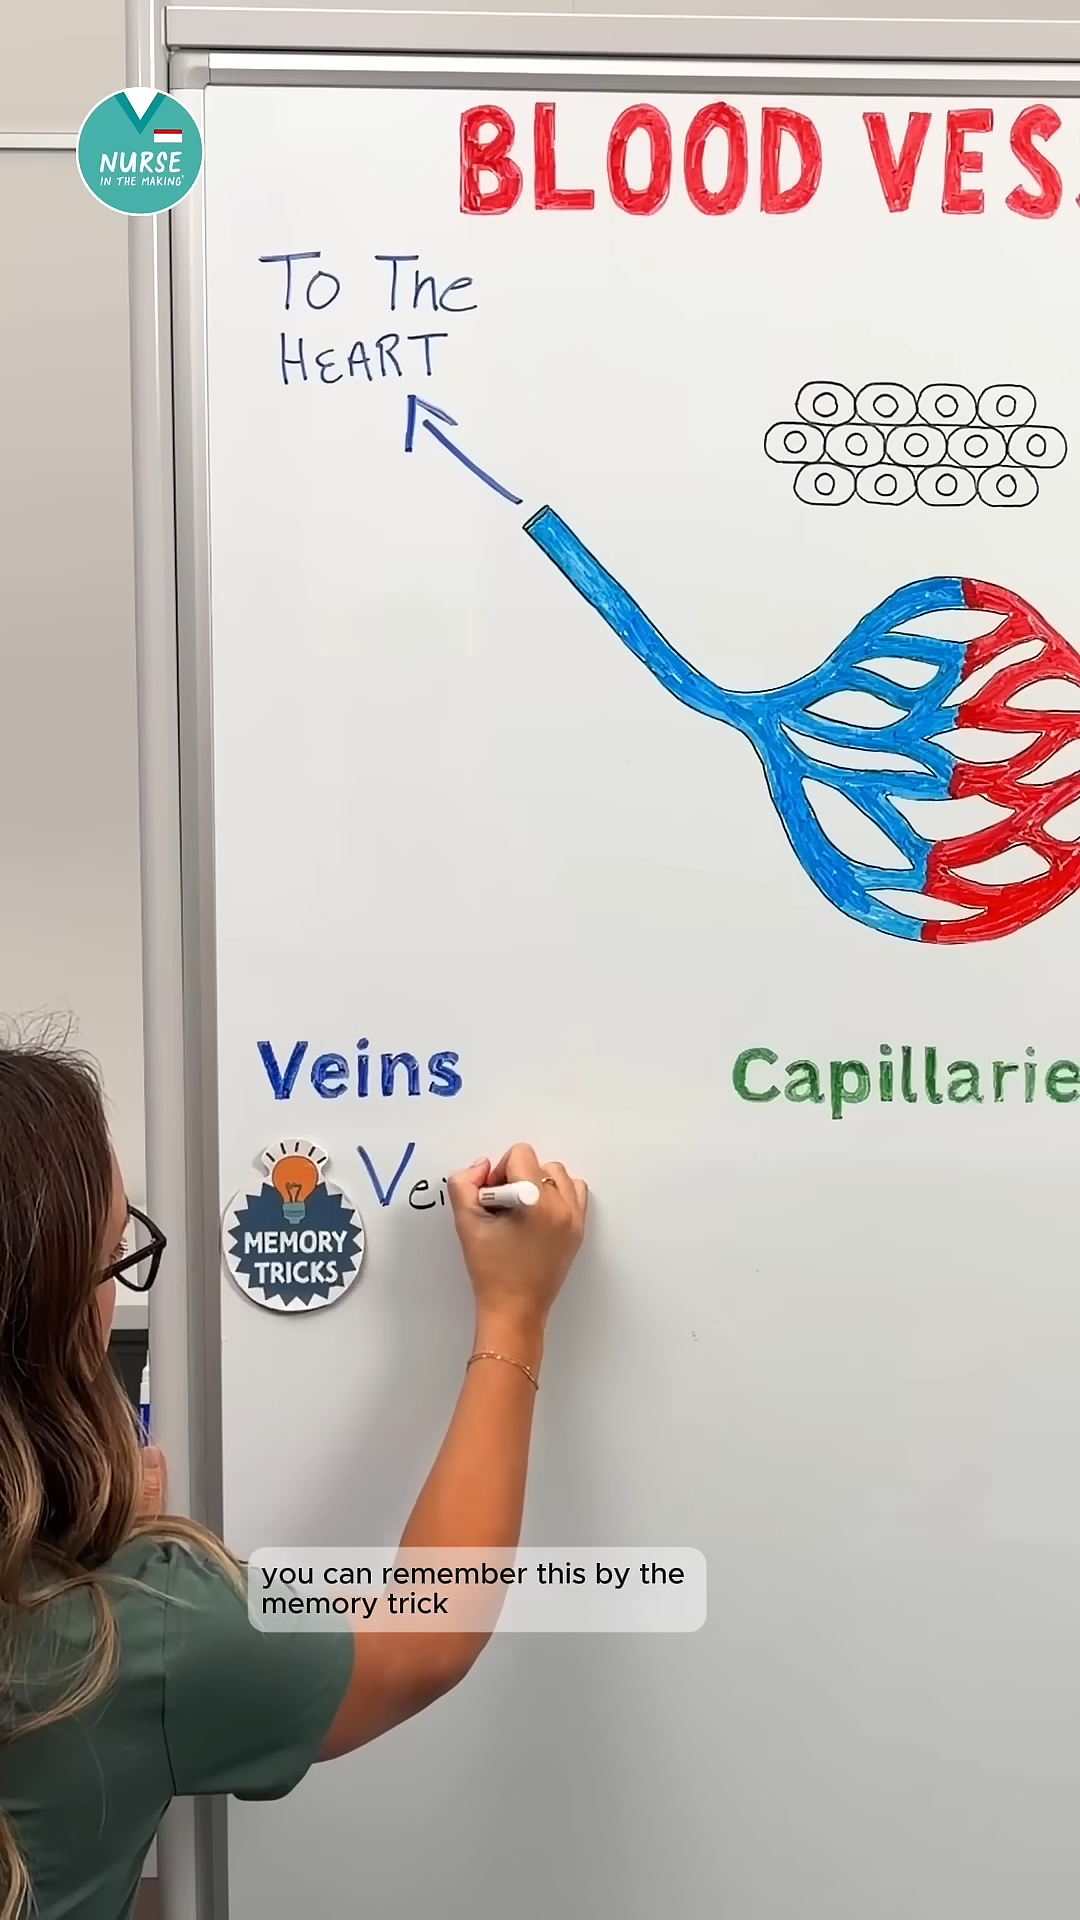 NURSE
IN THE MAKING
BLOOD VES
To The
HEART
Veins
Capillarie
Vei
MEMORY
TRICKS
you can remember this by the
memory trick